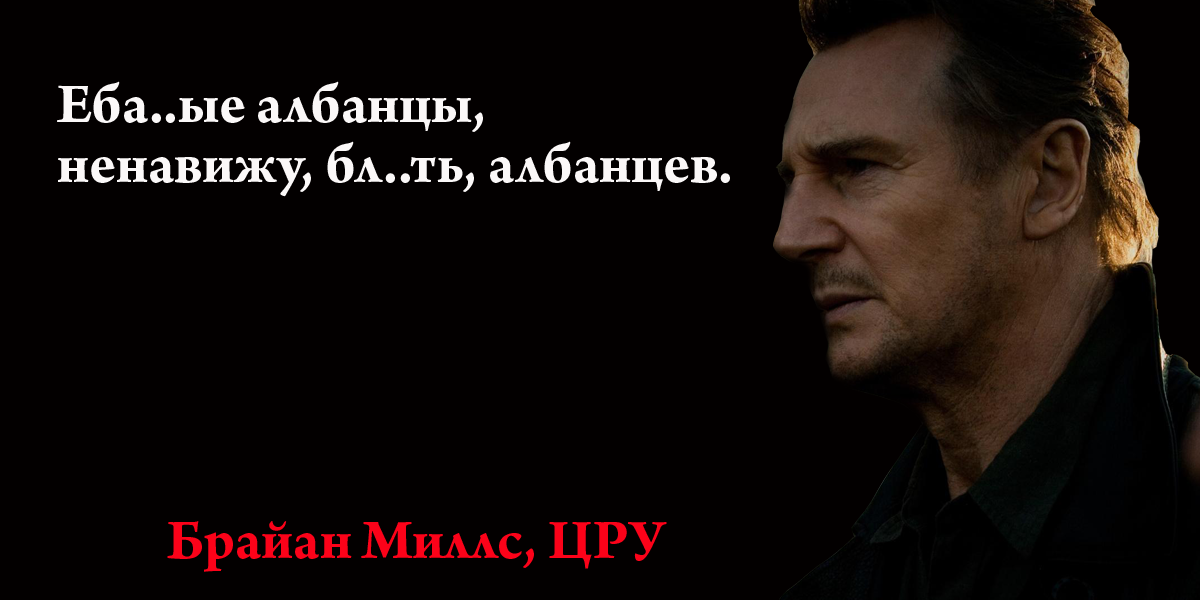 Еба..ые албанцы,
ненавижу, бл..ть, албанцев.
Брайан Миллс, ЦРУ